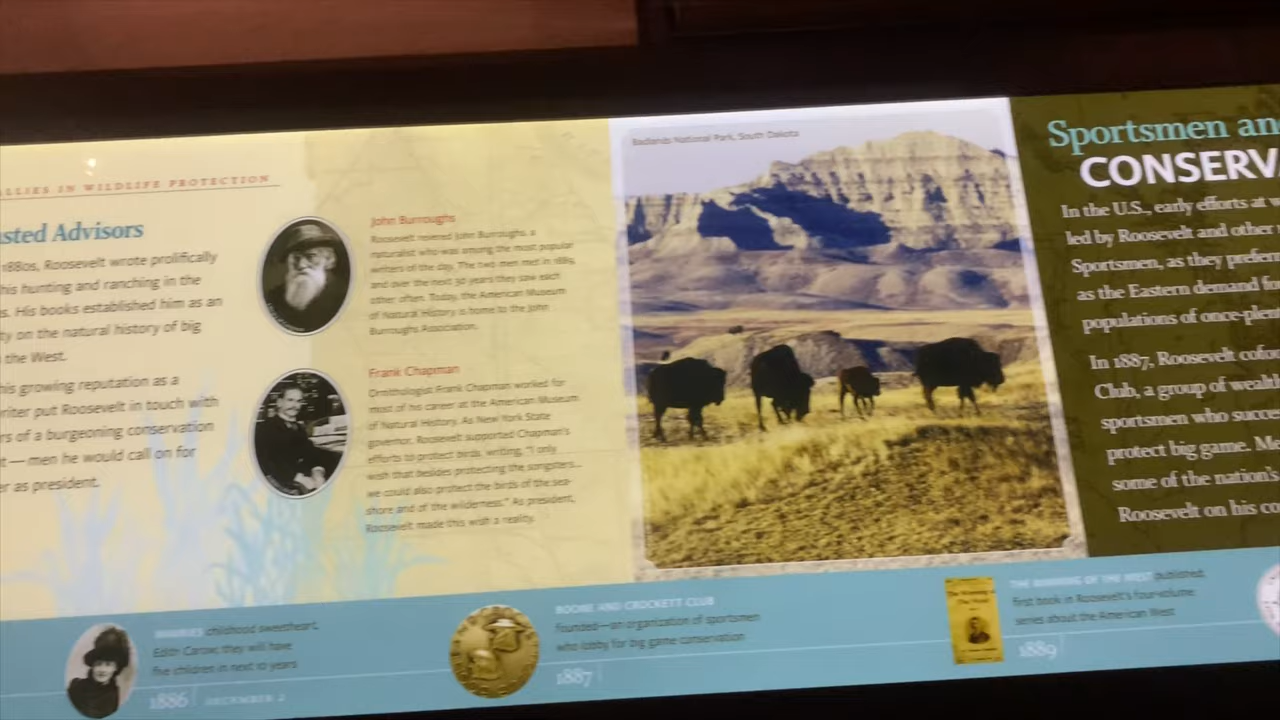 ALLIES IN WILDLIFE PROTECTION
usted Advisors
1880s, Roosevelt wrote prolifically
his hunting and ranching in the
s. His books established him as an
ty on the natural history of big
the West.
his growing reputation as a
riter put Roosevelt in touch with
rs of a burgeoning conservation
t — men he would call on for
er as president.
John Burroughs
Roosevelt revered John Burroughs, a
naturalist who was among the most popular
writers of the day. The two men met in
and over the next 30 years they saw each
other often. Today, the American Museum
of Natural History is home to the John
Burroughs Association.
Frank Chapman
Ornithologist Frank Chapman worked for
most of his career at the American Museum
of Natural History. As New York State
governor, Roosevelt supported Chapman's
efforts to protect birds, writing, "I only
wish that besides protecting the songsters—
we could also protect the birds of the sea-
shore and of the wilderness." As president,
Roosevelt made this wish a reality.
Badlands National Park, South Dakota
Sportsmen an
CONSERVA
In the U.S., early efforts at w
led by Roosevelt and other
Sportsmen, as they prefer
as the Eastern demand fo
populations of once-plen
In 1887, Roosevelt cofou
Club, a group of wealth
sportsmen who succe
protect big game. Me
some of the nation's
Roosevelt on his co
MARRIES childhood sweetheart,
Edith Carow; they will have
five children in next 10 years
1886 DECEMBER 2
BOONE AND CROCKETT CLUB
founded—an organization of sportsmen
who lobby for big game conservation
1887
The Winning of
The West
THE WINNING OF THE WEST published;
first book in Roosevelt's four-volume
series about the American West
1889